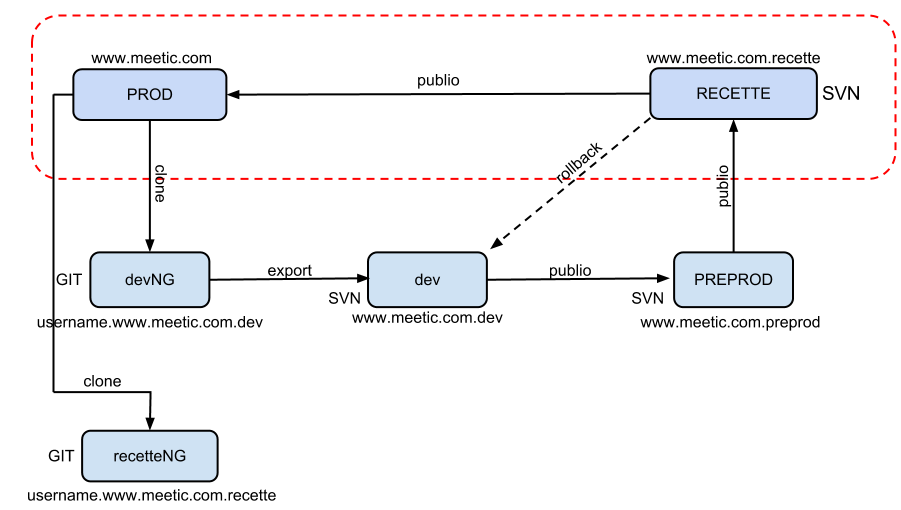 www.meetic.com
www.meetic.com.recette
publio
PROD
RECETTE
SVN
rollback
clone
publio
GIT
devNG
export
dev
publio
PREPROD
SVN
SVN
username.www.meetic.com.dev
www.meetic.com.dev
www.meetic.com.preprod
clone
GIT
recetteNG
username.www.meetic.com.recette